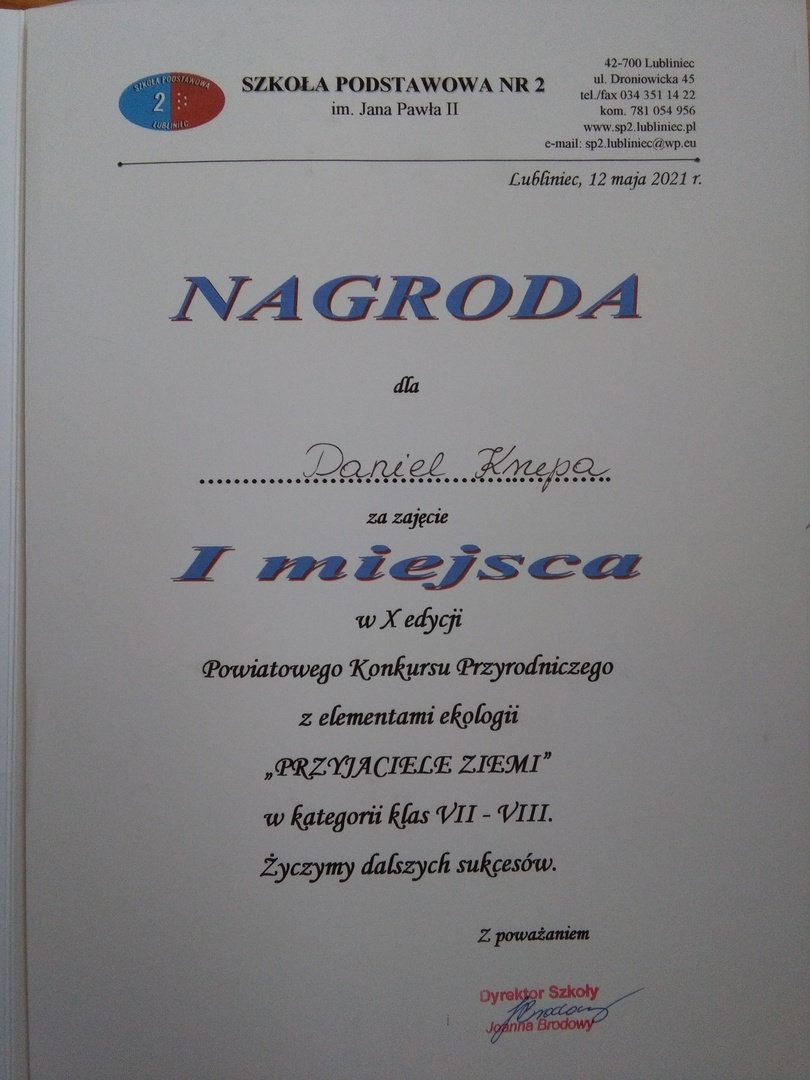 SZKOŁA PODSTAWOWA
2
LUBLINIEC
SZKOŁA PODSTAWOWA NR 2
im. Jana Pawła II
42-700 Lubliniec
ul. Droniowicka 45
tel./fax 034 351 14 22
kom. 781 054 956
www.sp2.lubliniec.pl
e-mail: sp2.lubliniec@wp.eu
Lubliniec, 12 maja 2021 r.
NAGRODA
dla
Daniel Knepa
za zajęcie
I miejsca
w X edycji
Powiatowego Konkursu Przyrodniczego
z elementami ekologii
„PRZYJACIELE ZIEMI”
w kategorii klas VII - VIII.
Życzymy dalszych sukcesów.
Z poważaniem
Dyrektor Szkoły
Joanna Brodowy